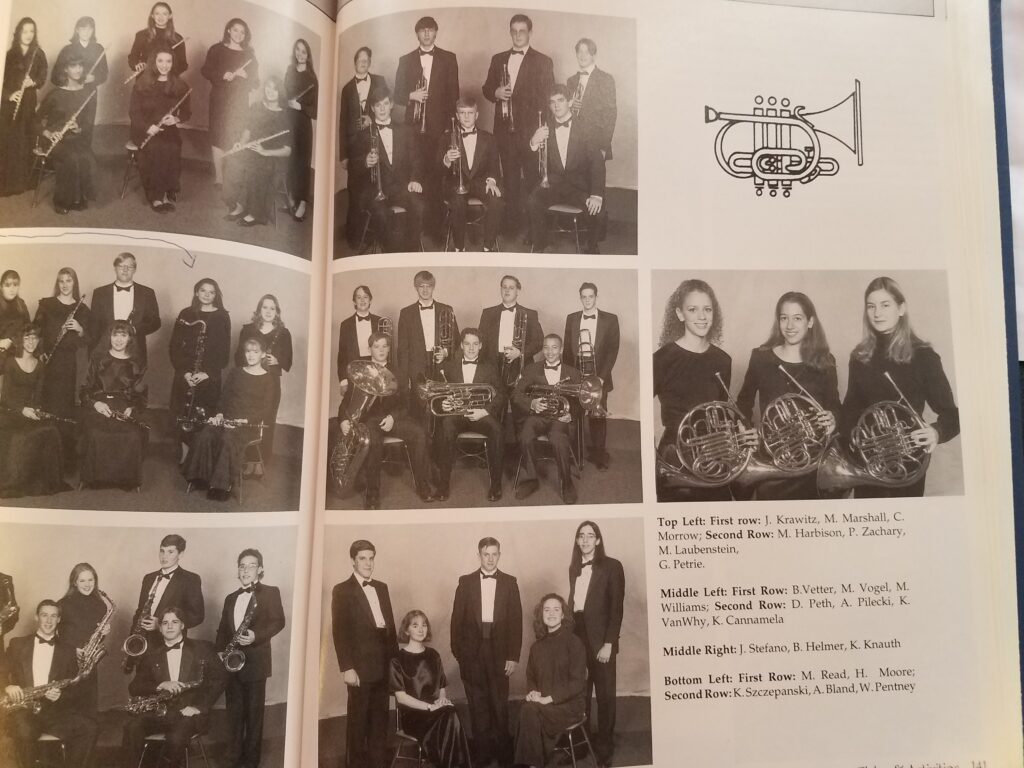 Top Left: First row: J. Krawitz, M. Marshall, C.
Morrow; Second Row: M. Harbison, P. Zachary,
M. Laubenstein,
G. Petrie.
Middle Left: First Row: B.Vetter, M. Vogel, M.
Williams; Second Row: D. Peth, A. Pilecki, K.
VanWhy, K. Cannamela
Middle Right: J. Stefano, B. Helmer, K. Knauth
Bottom Left: First Row: M. Read, H. Moore;
Second Row: K. Szczepanski, A. Bland, W. Pentney
Activities 141